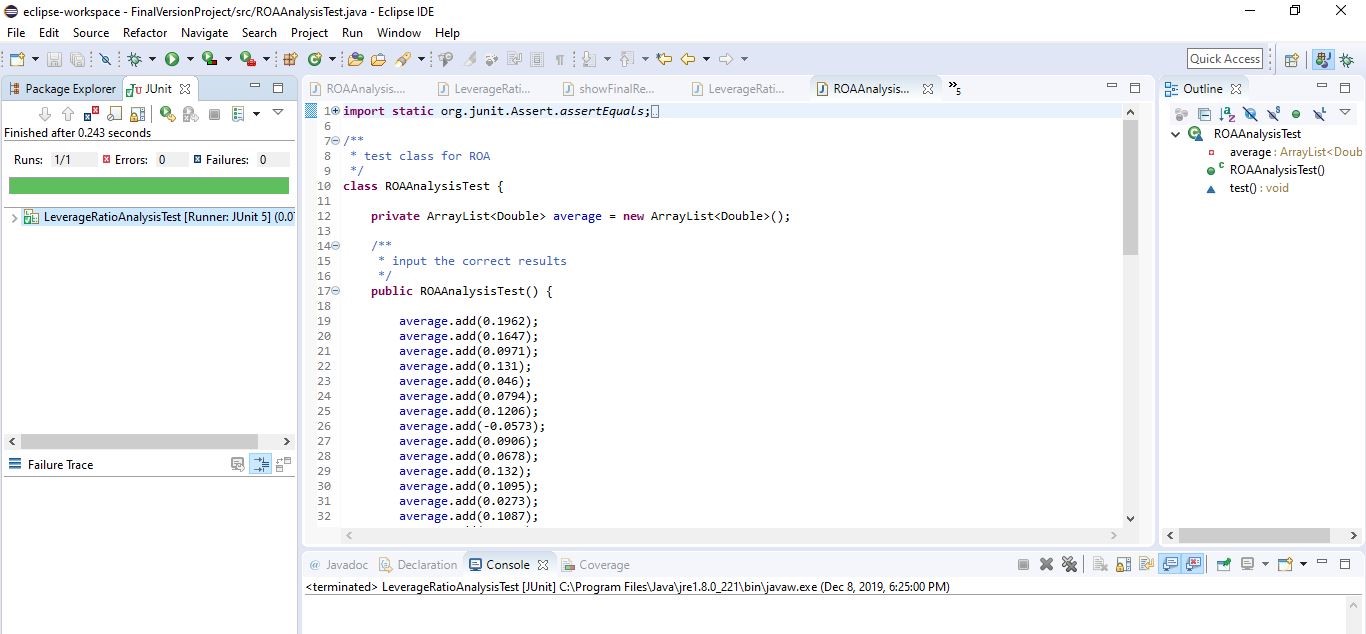 eclipse-workspace - FinalVersionProject/src/ROAAnalysisTest.java - Eclipse IDE
File Edit Source Refactor Navigate Search Project Run Window Help
Quick Access
Package Explorer JUnit
Finished after 0.243 seconds
Runs: 1/1 Errors: 0 Failures: 0
LeverageRatioAnalysisTest [Runner: JUnit 5] (0.0
Failure Trace
ROAAnalysis.... LeverageRati... showFinalRe... LeverageRati... ROAAnalysis... »5
1 import static org.junit.Assert.assertEquals;
6
7 /**
8 * test class for ROA
9 */
10 class ROAAnalysisTest {
11
12 private ArrayList<Double> average = new ArrayList<Double>();
13
14 /**
15 * input the correct results
16 */
17 public ROAAnalysisTest() {
18
19 average.add(0.1962);
20 average.add(0.1647);
21 average.add(0.0971);
22 average.add(0.131);
23 average.add(0.046);
24 average.add(0.0794);
25 average.add(0.1206);
26 average.add(-0.0573);
27 average.add(0.0906);
28 average.add(0.0678);
29 average.add(0.132);
30 average.add(0.1095);
31 average.add(0.0273);
32 average.add(0.1087);
Outline
ROAAnalysisTest
average : ArrayList<Doub
ROAAnalysisTest()
test() : void
@ Javadoc Declaration Console Coverage
<terminated> LeverageRatioAnalysisTest [JUnit] C:\Program Files\Java\jre1.8.0_221\bin\javaw.exe (Dec 8, 2019, 6:25:00 PM)